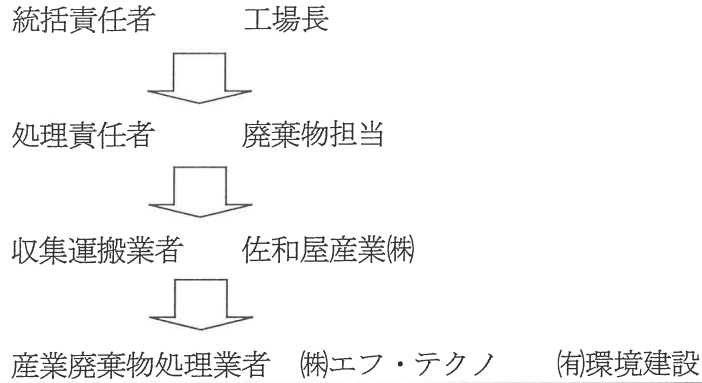 統括責任者 工場長
処理責任者 廃棄物担当
収集運搬業者 佐和屋産業㈱
産業廃棄物処理業者 ㈱エフ・テクノ ㈲環境建設